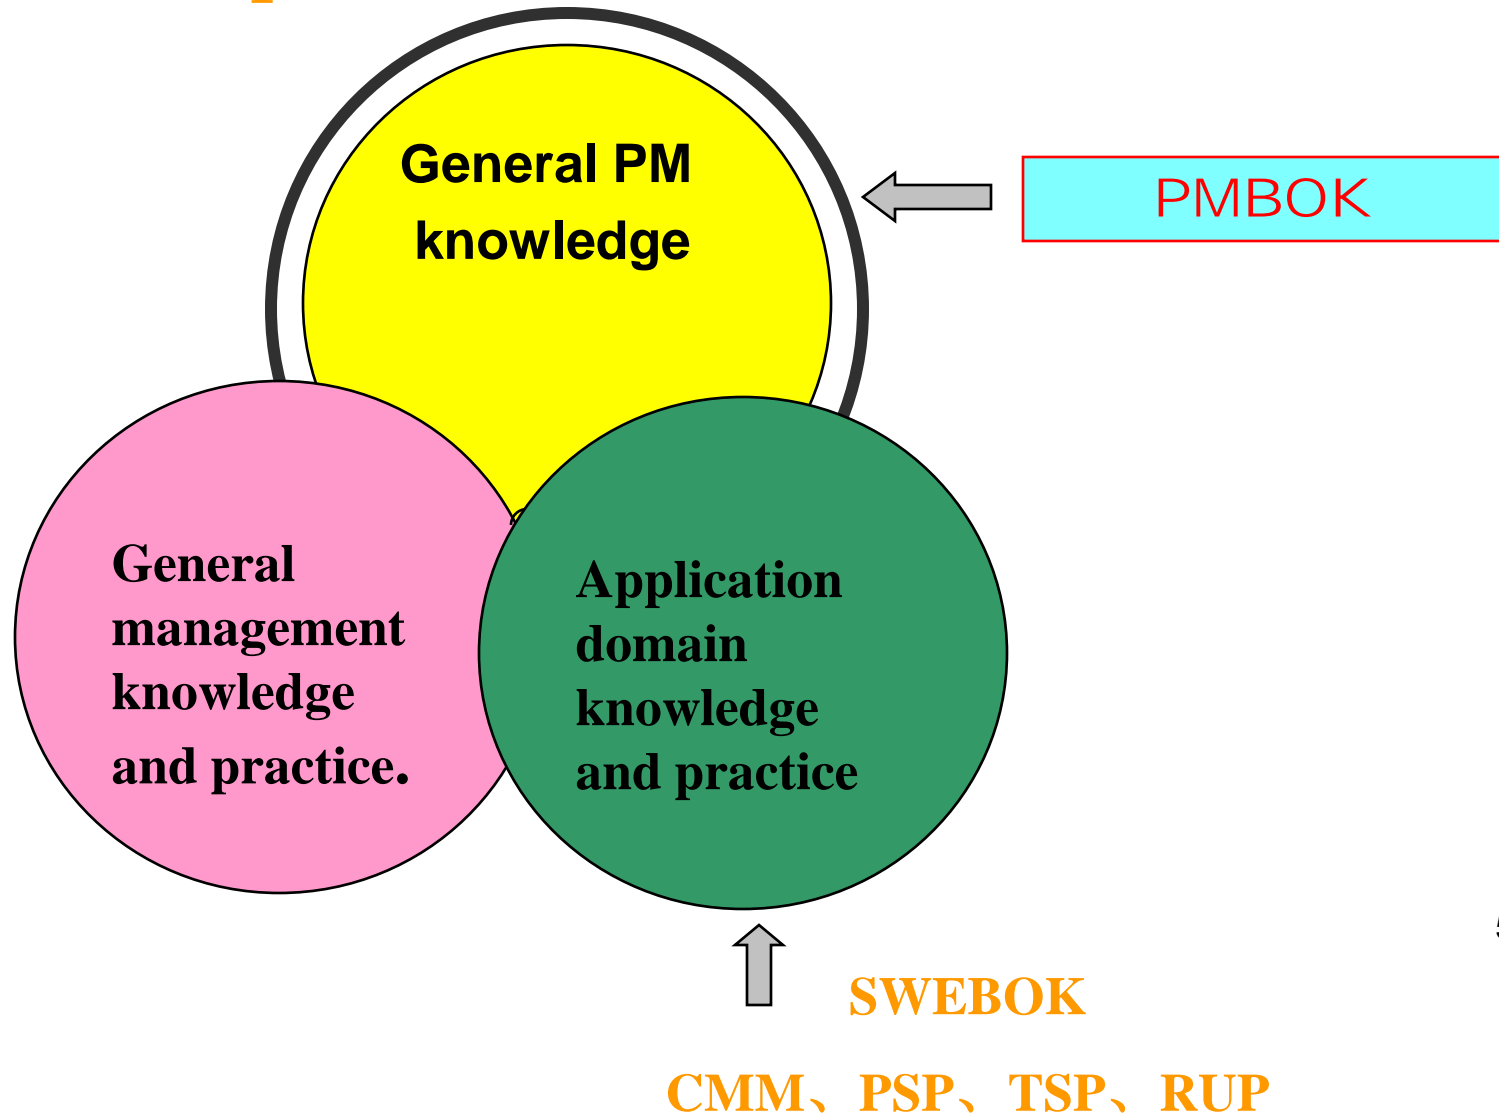 General PM
knowledge
PMBOK
General
management
knowledge
and practice.
Application
domain
knowledge
and practice
SWEBOK
CMM、PSP、TSP、RUP